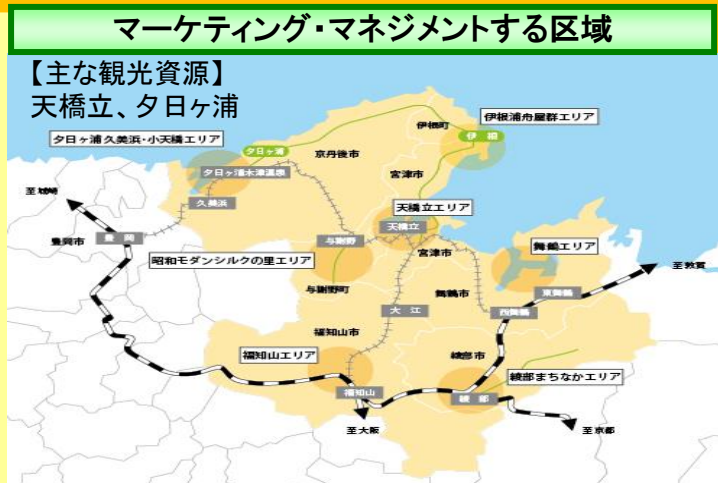 マーケティング・マネジメントする区域
【主な観光資源】
天橋立、夕日ヶ浦
伊根浦舟屋群エリア
伊根町
夕日ヶ浦久美浜・小天橋エリア
伊根
夕日ヶ浦
京丹後市
夕日ヶ浦木津温泉
宮津市
至城崎
久美浜
天橋立エリア
天橋立
豊岡市
豊岡
与謝野
舞鶴エリア
宮津市
昭和モダンシルクの里エリア
至敦賀
与謝野町
舞鶴市
東舞鶴
大江
西舞鶴
福知山市
福知山エリア
綾部市
綾部まちなかエリア
福知山
綾部
至大阪
至京都